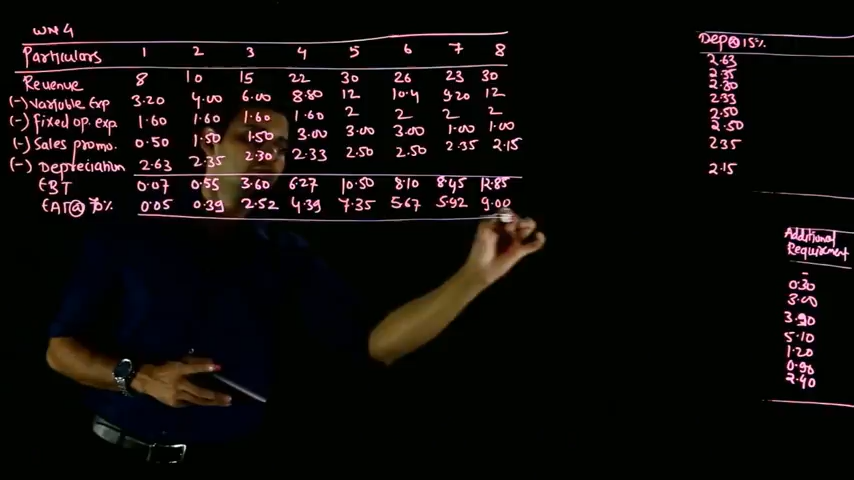 WN 4
Particulars 1 2 3 4 5 6 7 8
Revenue 8 10 15 22 30 26 23 30
(-) Variable Exp 3.20 4.00 6.00 8.80 12 10.4 9.20 12
(-) fixed op. exp 1.60 1.60 1.60 1.60 2 2 2 2
(-) Sales promo. 0.50 1.50 1.50 3.00 3.00 3.00 1.00 1.00
(-) Depreciation 2.63 2.35 2.30 2.33 2.50 2.50 2.35 2.15
EBT 0.07 0.55 3.60 6.27 10.50 8.10 8.45 12.85
EAT @ 70% 0.05 0.39 2.52 4.39 7.35 5.67 5.92 9.00
Dep @ 15%
2.63
2.35
2.30
2.33
2.50
2.50
2.35
2.15
Additional
Requirement
-
0.30
3.00
3.90
5.10
1.20
0.90
2.40